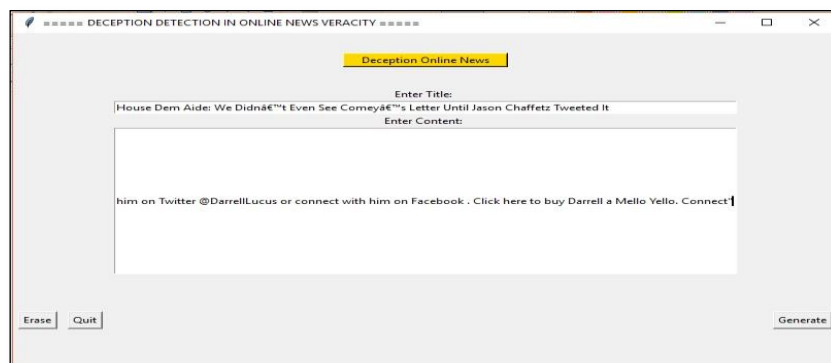 ===== DECEPTION DETECTION IN ONLINE NEWS VERACITY =====
Deception Online News
Enter Title:
House Dem Aide: We Didnâ€™t Even See Comeyâ€™s Letter Until Jason Chaffetz Tweeted It
Enter Content:
him on Twitter @DarrellLucus or connect with him on Facebook . Click here to buy Darrell a Mello Yello. Connect"
Erase Quit Generate